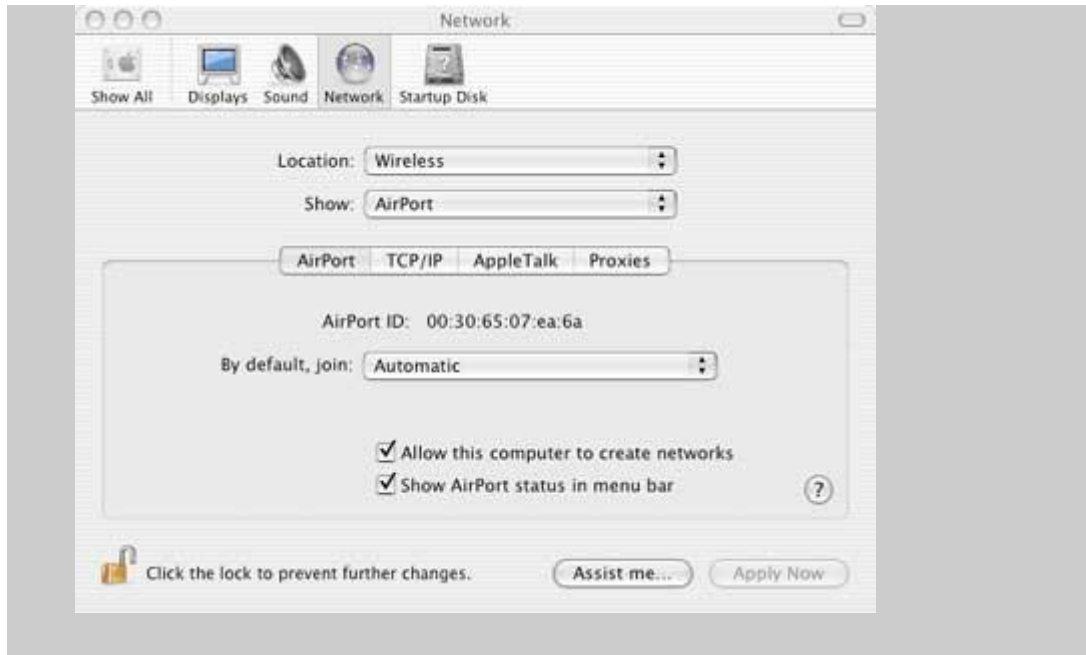 Network
Show All
Displays
Sound
Network
Startup Disk
Location: Wireless
Show: AirPort
AirPort TCP/IP AppleTalk Proxies
AirPort ID: 00:30:65:07:ea:6a
By default, join: Automatic
Allow this computer to create networks
Show AirPort status in menu bar
?
Click the lock to prevent further changes.
Assist me...
Apply Now